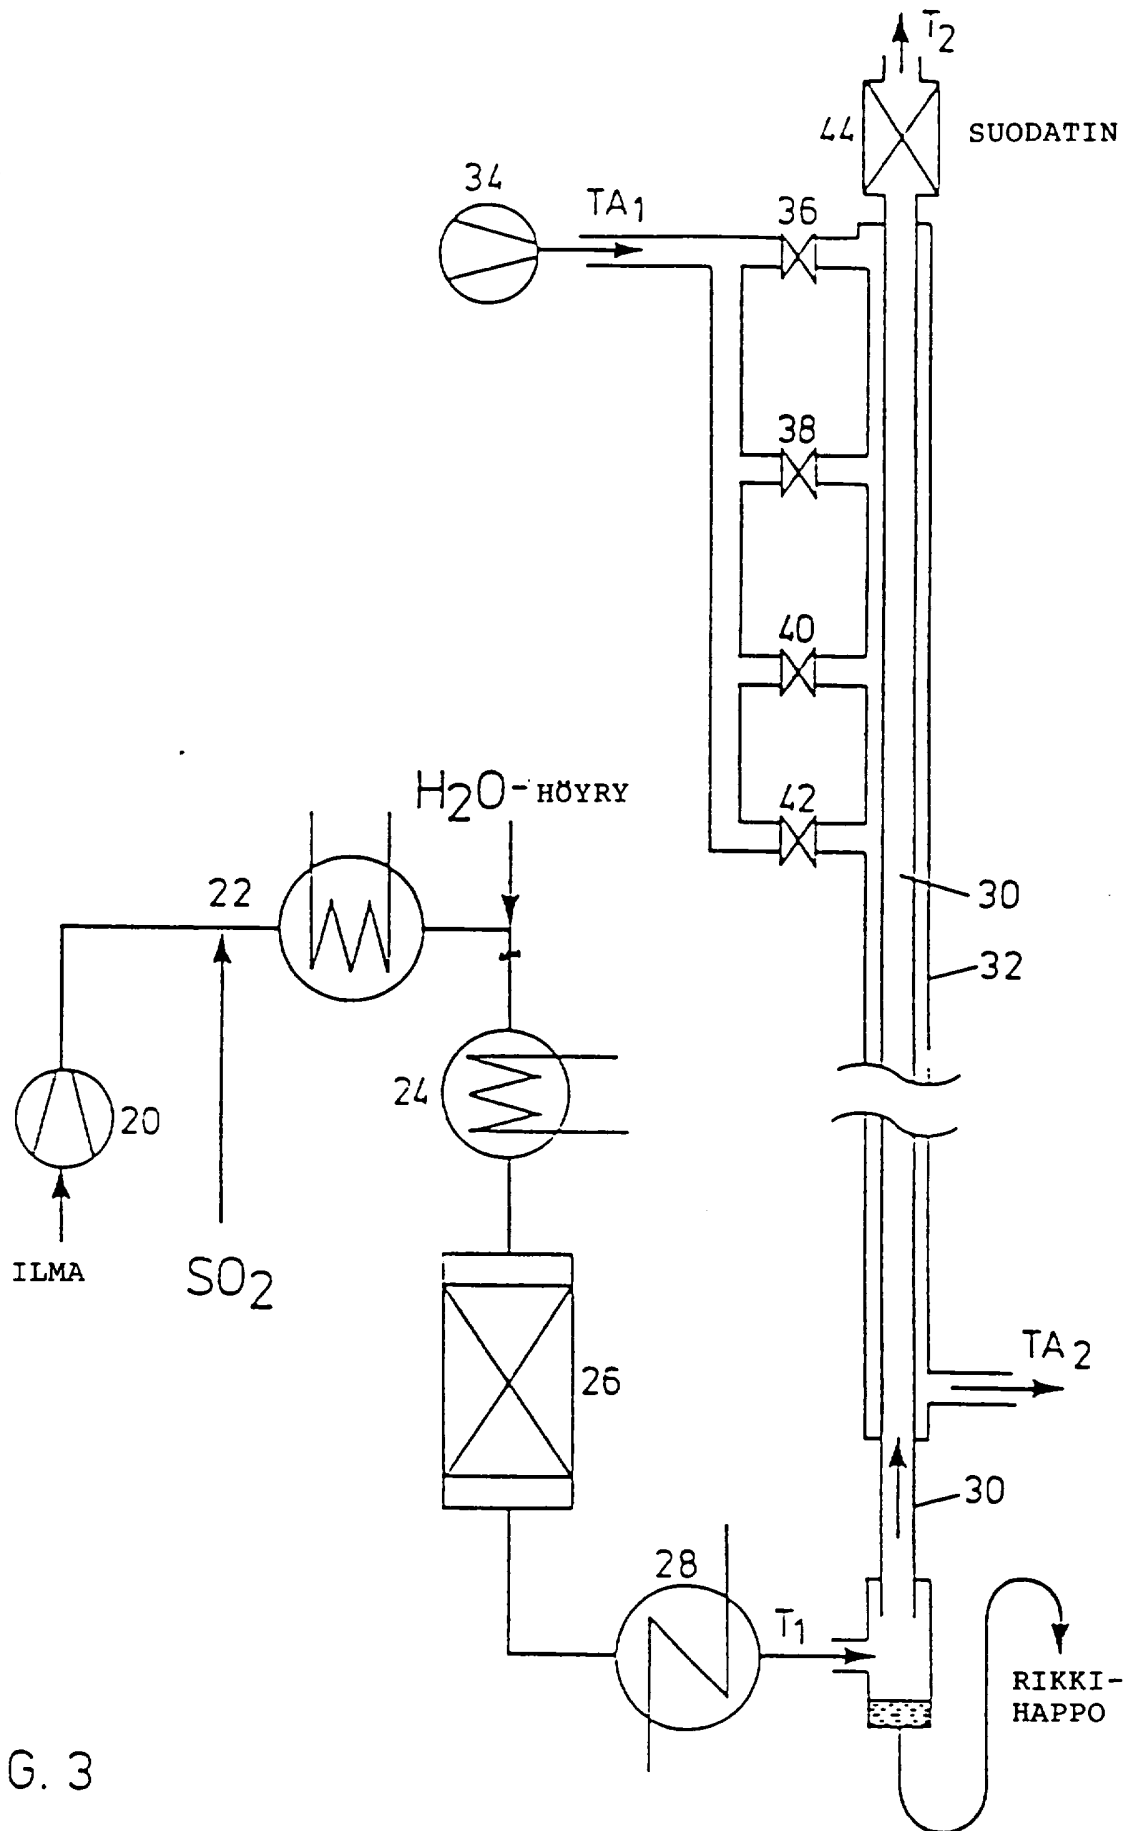 T2
44 SUODATIN
34
TA1
36
38
40
H2O-HÖYRY
42
22
30
32
24
20
ILMA
SO2
TA2
26
30
28
T1
RIKKI-
HAPPO
G. 3